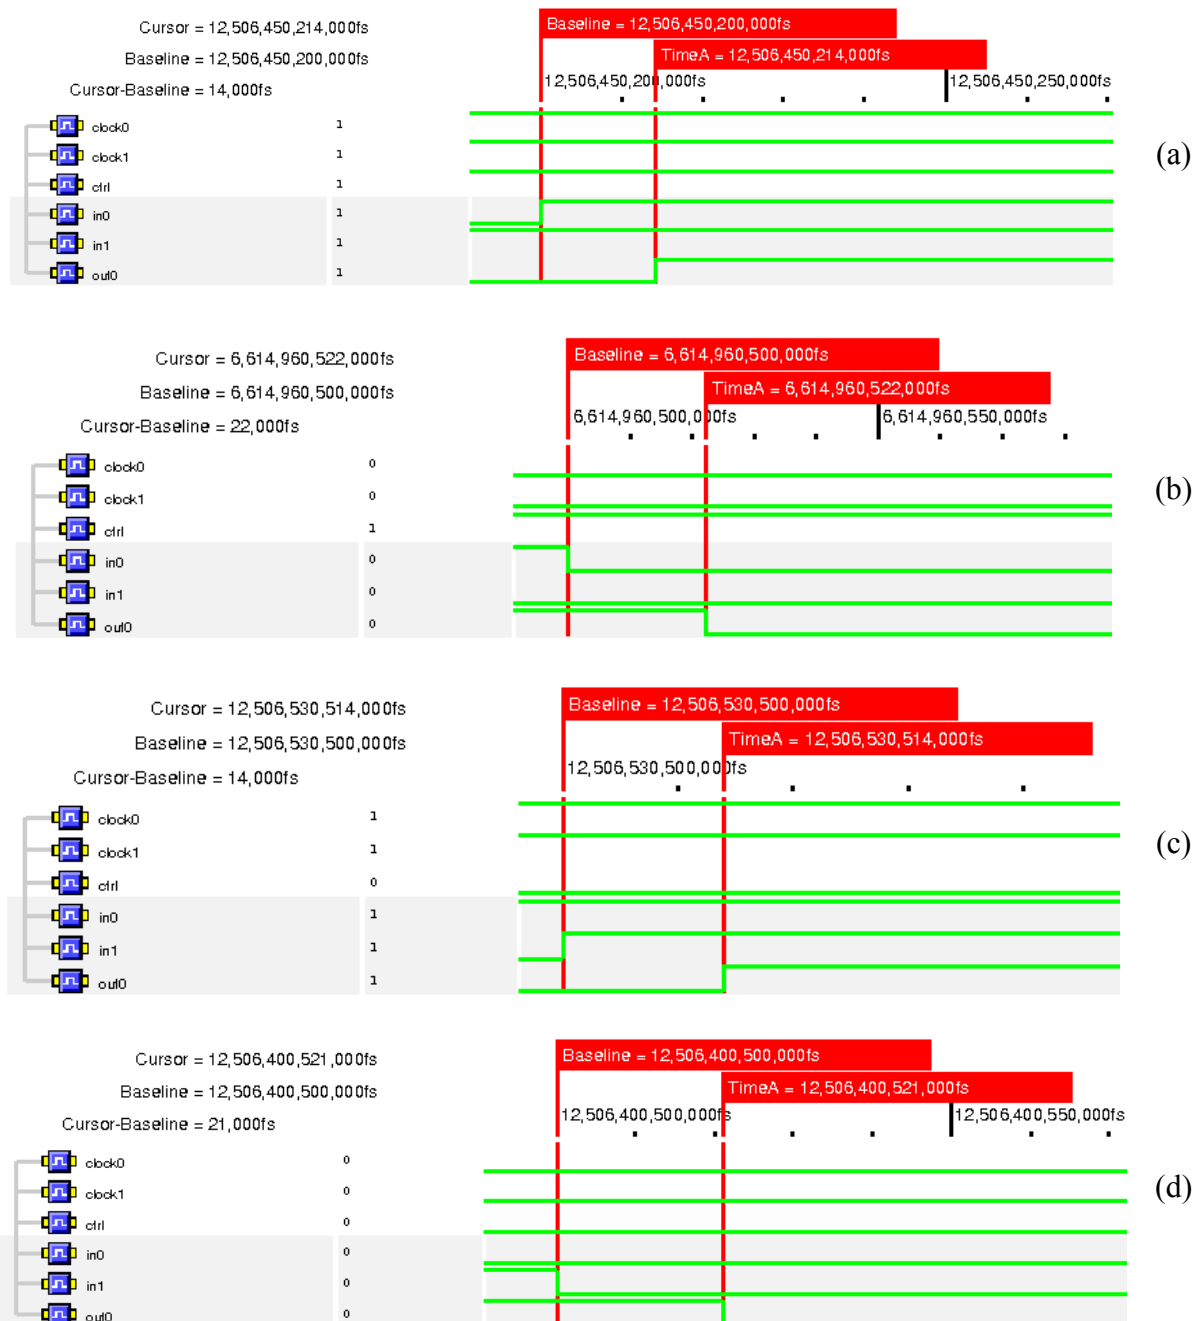 Cursor = 12,506,450,214,000fs
Baseline = 12,506,450,200,000fs
Cursor-Baseline = 14,000fs
Baseline = 12,506,450,200,000fs
TimeA = 12,506,450,214,000fs
12,506,450,200,000fs
12,506,450,250,000fs
clock0 1
clock1 1
ctrl 1
in0 1
in1 1
out0 1
(a)
Cursor = 6,614,960,522,000fs
Baseline = 6,614,960,500,000fs
Cursor-Baseline = 22,000fs
Baseline = 6,614,960,500,000fs
TimeA = 6,614,960,522,000fs
6,614,960,500,000fs
6,614,960,550,000fs
clock0 0
clock1 0
ctrl 1
in0 0
in1 0
out0 0
(b)
Cursor = 12,506,530,514,000fs
Baseline = 12,506,530,500,000fs
Cursor-Baseline = 14,000fs
Baseline = 12,506,530,500,000fs
TimeA = 12,506,530,514,000fs
12,506,530,500,000fs
clock0 1
clock1 1
ctrl 0
in0 1
in1 1
out0 1
(c)
Cursor = 12,506,400,521,000fs
Baseline = 12,506,400,500,000fs
Cursor-Baseline = 21,000fs
Baseline = 12,506,400,500,000fs
TimeA = 12,506,400,521,000fs
12,506,400,500,000fs
12,506,400,550,000fs
clock0 0
clock1 0
ctrl 0
in0 0
in1 0
out0 0
(d)